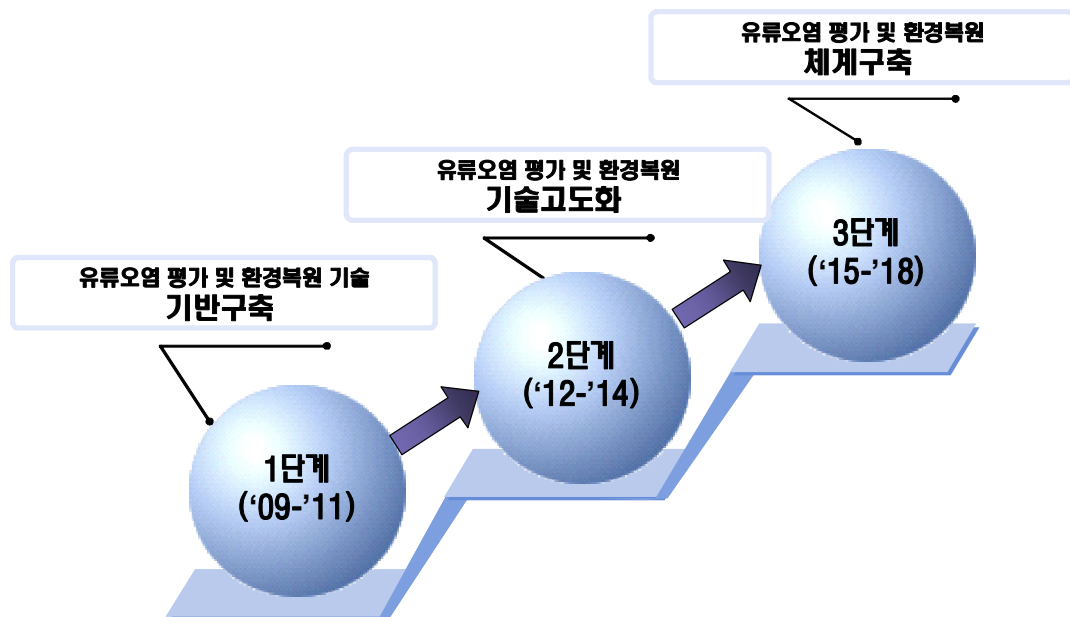 유류오염 평가 및 환경복원
체계구축
유류오염 평가 및 환경복원
기술고도화
3단계
(‘15-’18)
유류오염 평가 및 환경복원 기술
기반구축
2단계
(‘12-’14)
1단계
(‘09-’11)